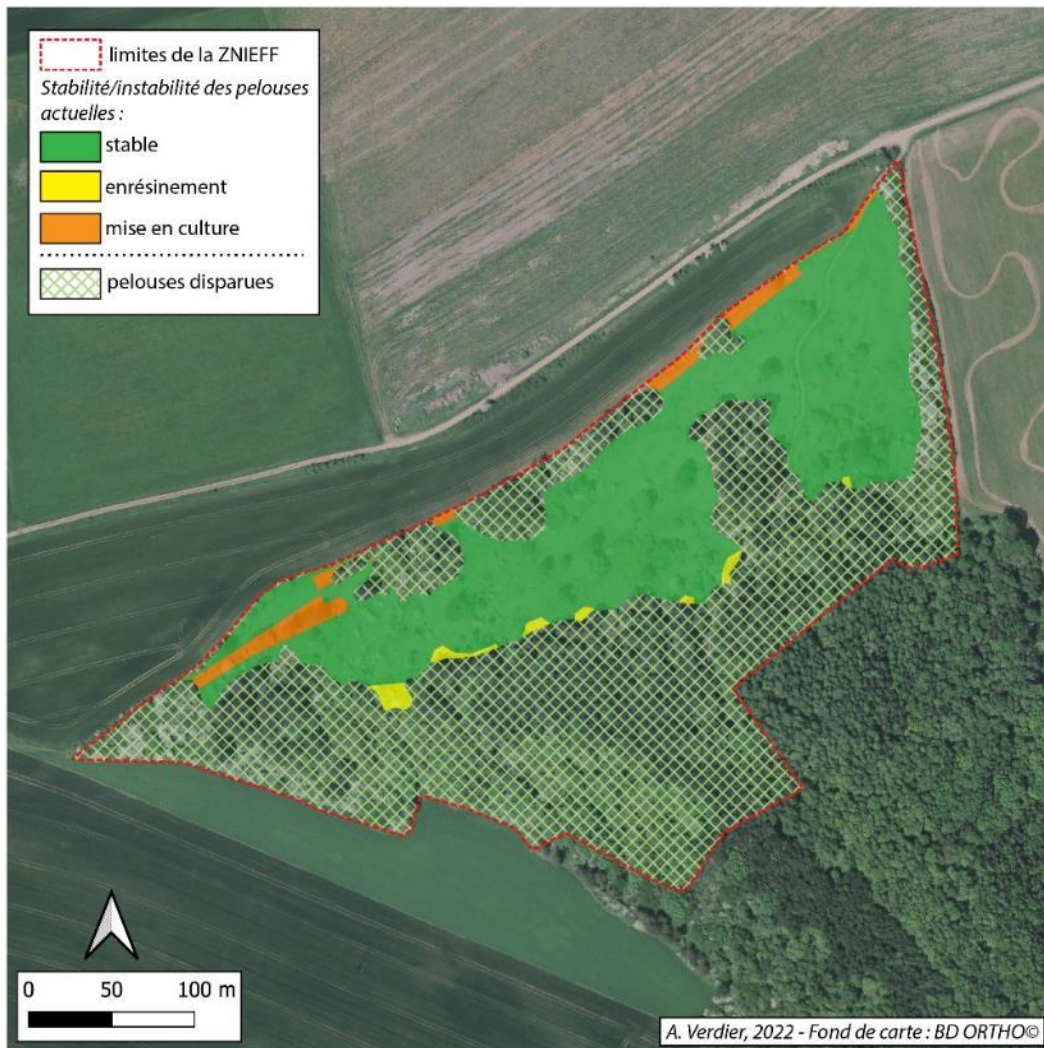 limites de la ZNIEFF
Stabilité/instabilité des pelouses
actuelles :
stable
enrésinement
mise en culture
pelouses disparues
0 50 100 m
A. Verdier, 2022 - Fond de carte : BD ORTHO©